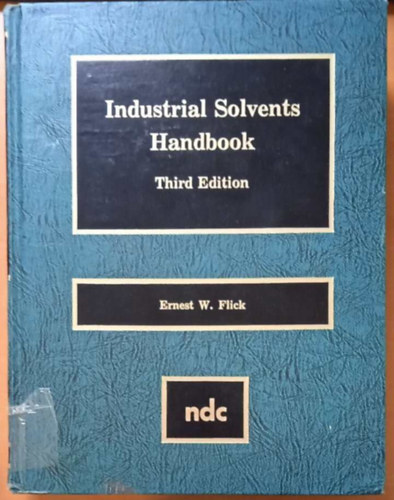 Industrial Solvents
Handbook
Third Edition
Ernest W. Flick
ndc